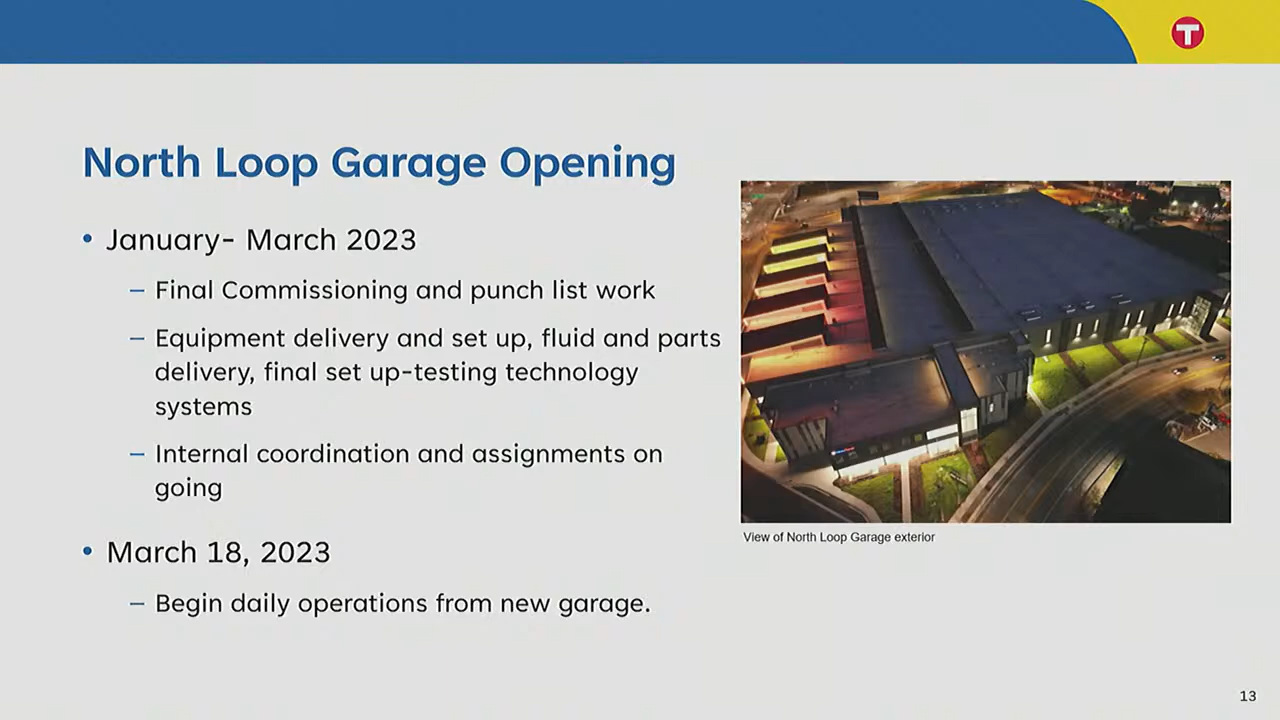 T
North Loop Garage Opening
• January- March 2023
– Final Commissioning and punch list work
– Equipment delivery and set up, fluid and parts
delivery, final set up-testing technology
systems
– Internal coordination and assignments on
going
• March 18, 2023
– Begin daily operations from new garage.
View of North Loop Garage exterior
13